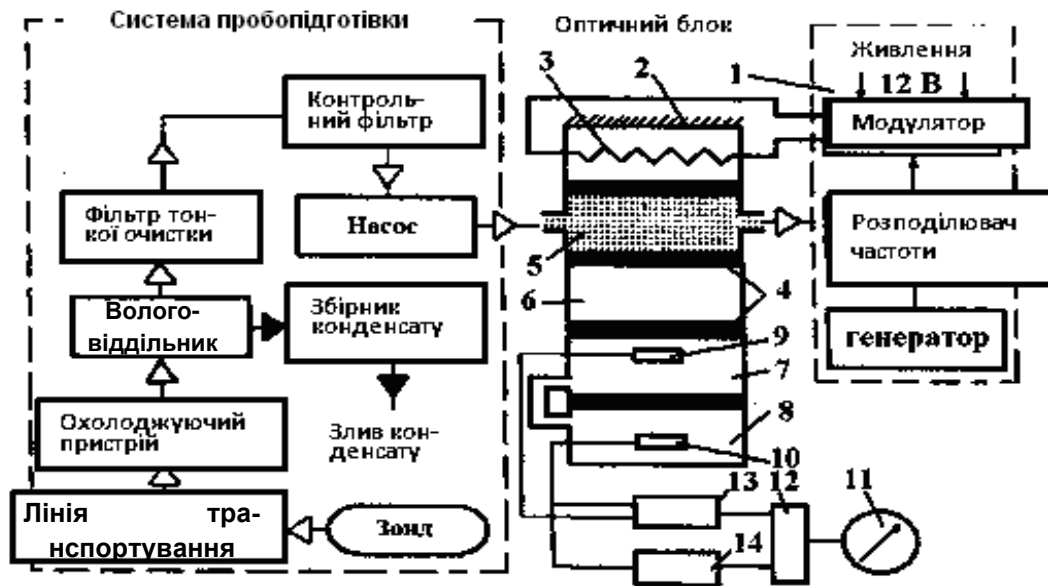 Система пробопідготівки
Контроль-
ний фільтр
Фільтр тон-
кої очистки
Насос
Волого-
віддільник
Збірник
конденсату
Охолоджуючий
пристрій
Злив кон-
денсату
Лінія тра-
нспортування
Зонд
Оптичний блок
1
2
3
4
5
6
7
8
9
10
11
12
13
14
Живлення
12 В
Модулятор
Розподілювач
частоти
генератор